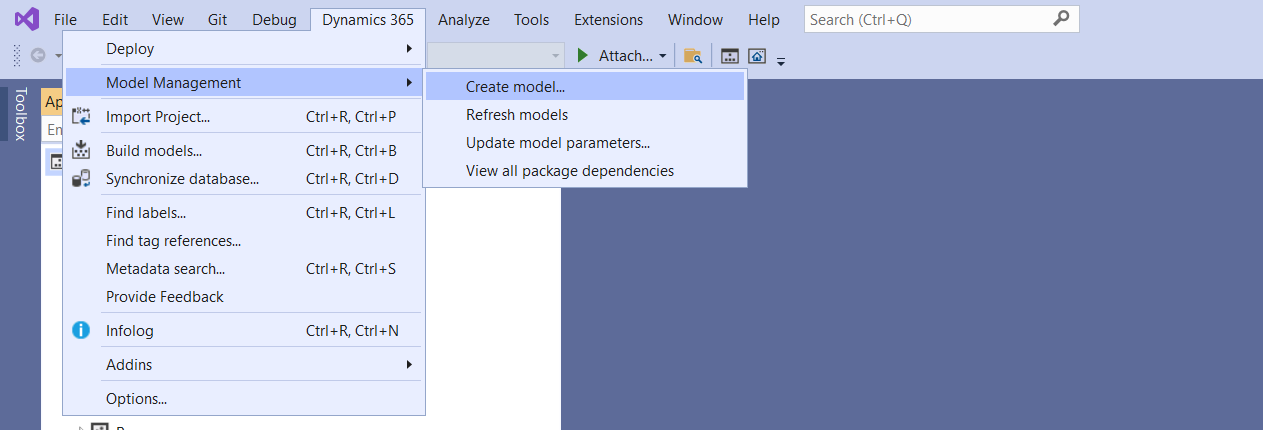 File Edit View Git Debug Dynamics 365 Analyze Tools Extensions Window Help Search (Ctrl+Q)
Deploy
Attach...
Model Management
Create model...
Refresh models
Update model parameters...
View all package dependencies
Toolbox
Import Project... Ctrl+R, Ctrl+P
Build models... Ctrl+R, Ctrl+B
Synchronize database... Ctrl+R, Ctrl+D
Find labels... Ctrl+R, Ctrl+L
Find tag references...
Metadata search... Ctrl+R, Ctrl+S
Provide Feedback
Infolog Ctrl+R, Ctrl+N
Addins
Options...